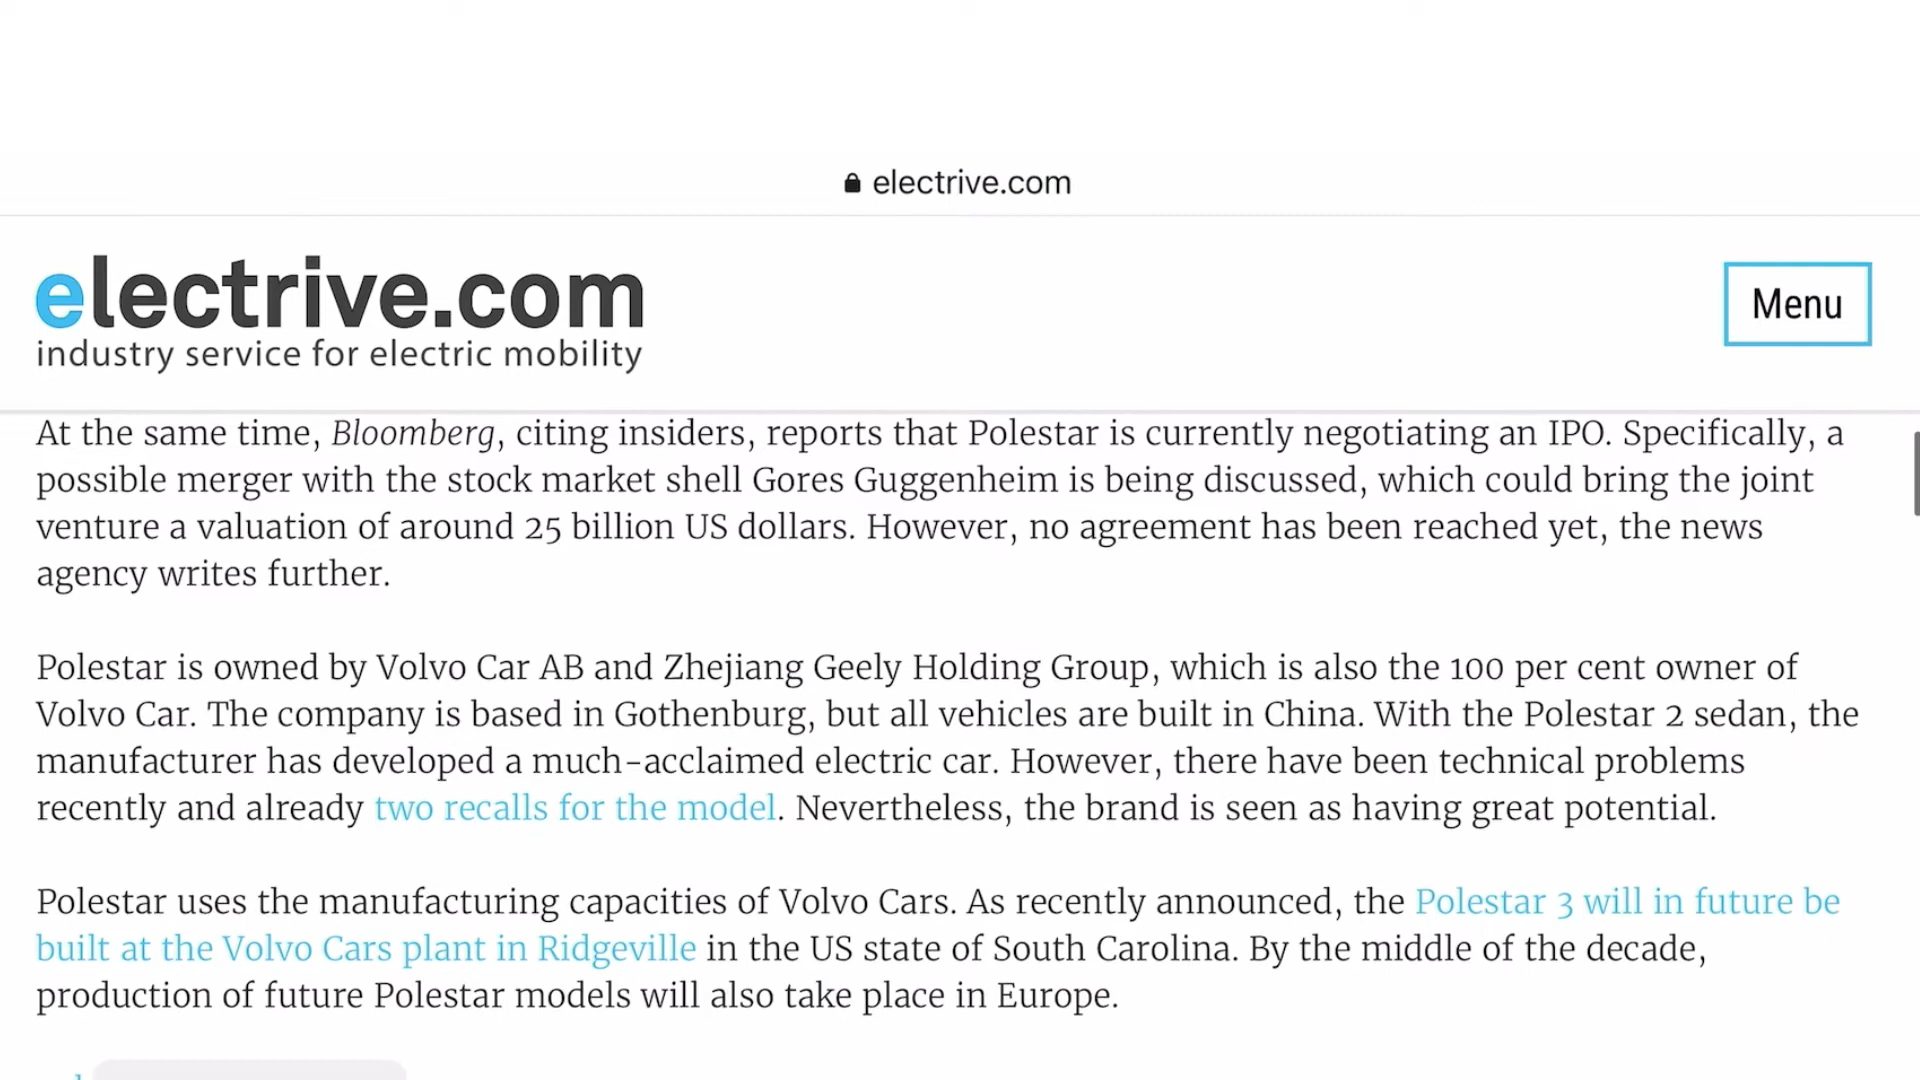 electrive.com
electrive.com
industry service for electric mobility
Menu
At the same time, Bloomberg, citing insiders, reports that Polestar is currently negotiating an IPO. Specifically, a
possible merger with the stock market shell Gores Guggenheim is being discussed, which could bring the joint
venture a valuation of around 25 billion US dollars. However, no agreement has been reached yet, the news
agency writes further.
Polestar is owned by Volvo Car AB and Zhejiang Geely Holding Group, which is also the 100 per cent owner of
Volvo Car. The company is based in Gothenburg, but all vehicles are built in China. With the Polestar 2 sedan, the
manufacturer has developed a much-acclaimed electric car. However, there have been technical problems
recently and already two recalls for the model. Nevertheless, the brand is seen as having great potential.
Polestar uses the manufacturing capacities of Volvo Cars. As recently announced, the Polestar 3 will in future be
built at the Volvo Cars plant in Ridgeville in the US state of South Carolina. By the middle of the decade,
production of future Polestar models will also take place in Europe.